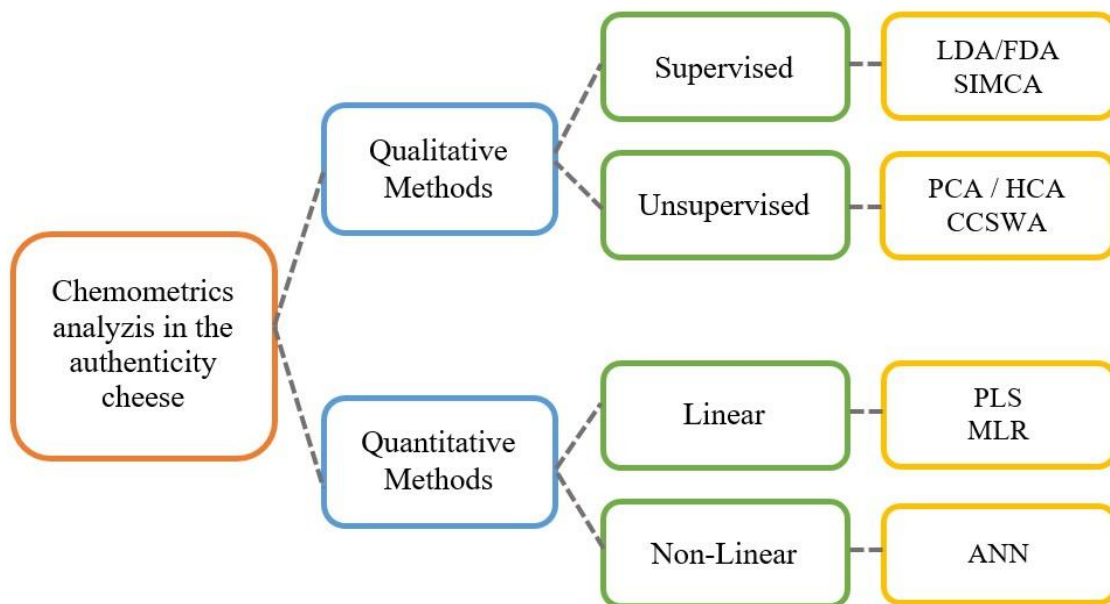 Chemometrics
analyzis in the
authenticity
cheese
Qualitative
Methods
Supervised
LDA/FDA
SIMCA
Unsupervised
PCA / HCA
CCSWA
Quantitative
Methods
Linear
PLS
MLR
Non-Linear
ANN